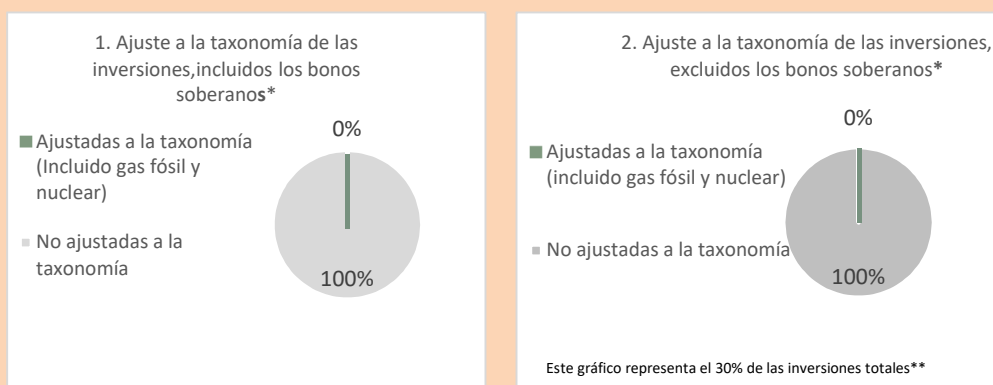 1. Ajuste a la taxonomía de las
inversiones,incluidos los bonos
soberanos*
Ajustadas a la taxonomía
(Incluido gas fósil y
nuclear)
No ajustadas a la
taxonomía
0%
100%
2. Ajuste a la taxonomía de las inversiones,
excluidos los bonos soberanos*
Ajustadas a la taxonomía
(incluido gas fósil y nuclear)
No ajustadas a la taxonomía
0%
100%
Este gráfico representa el 30% de las inversiones totales**